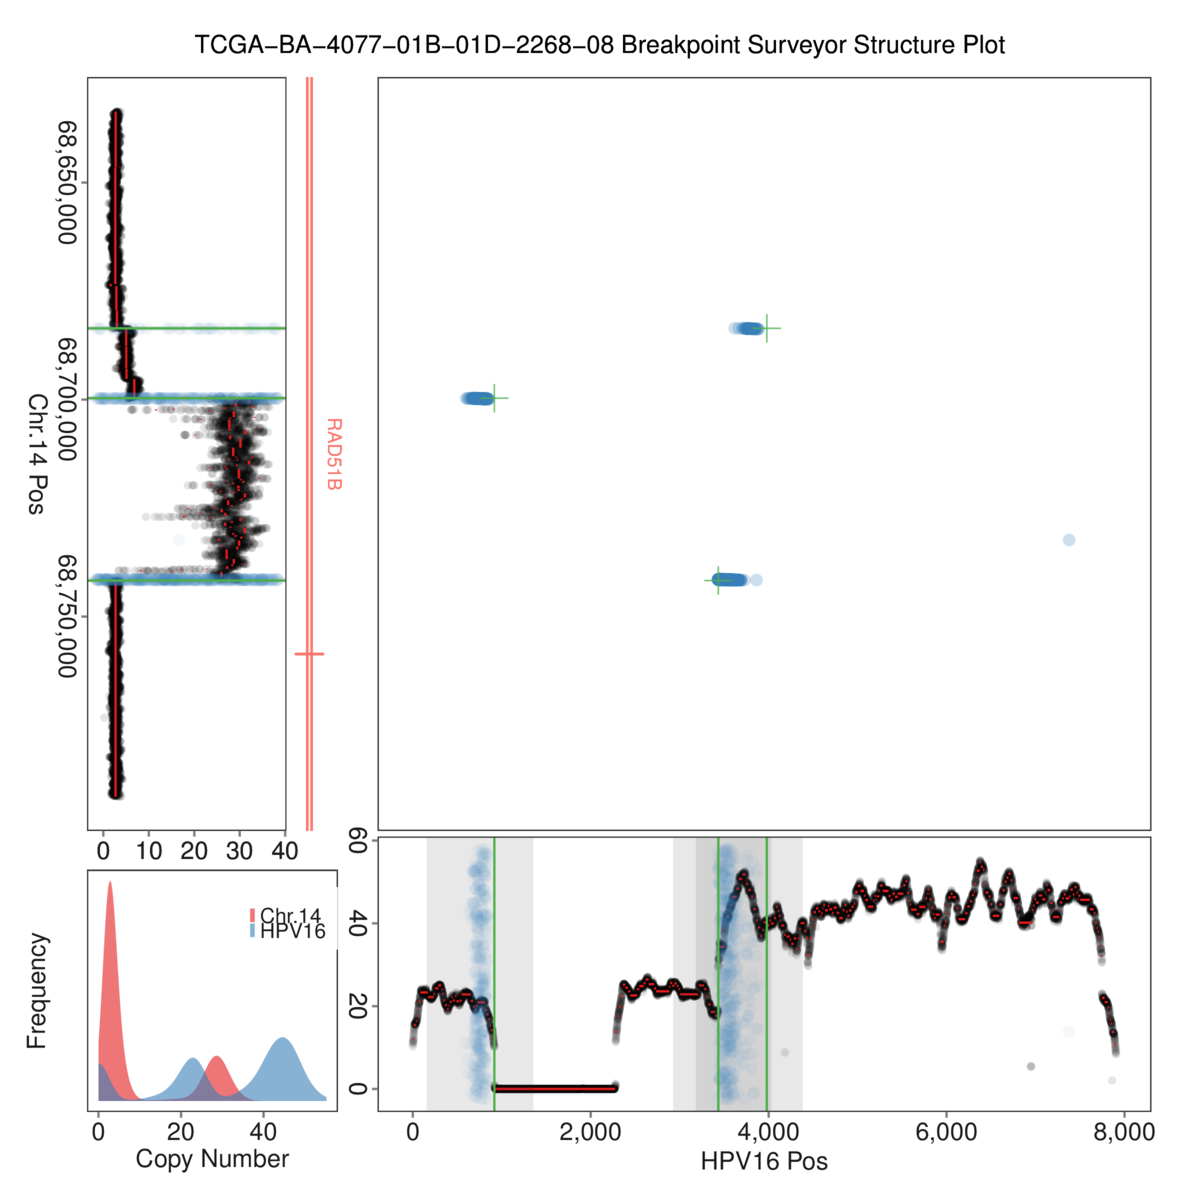 TCGA−BA−4077−01B−01D−2268−08 Breakpoint Surveyor Structure Plot
68,650,000
68,700,000
68,750,000
Chr.14 Pos
RAD51B
0 10 20 30 40
60
40
20
0
Chr.14
HPV16
Frequency
0 20 40
Copy Number
0 2,000 4,000 6,000 8,000
HPV16 Pos